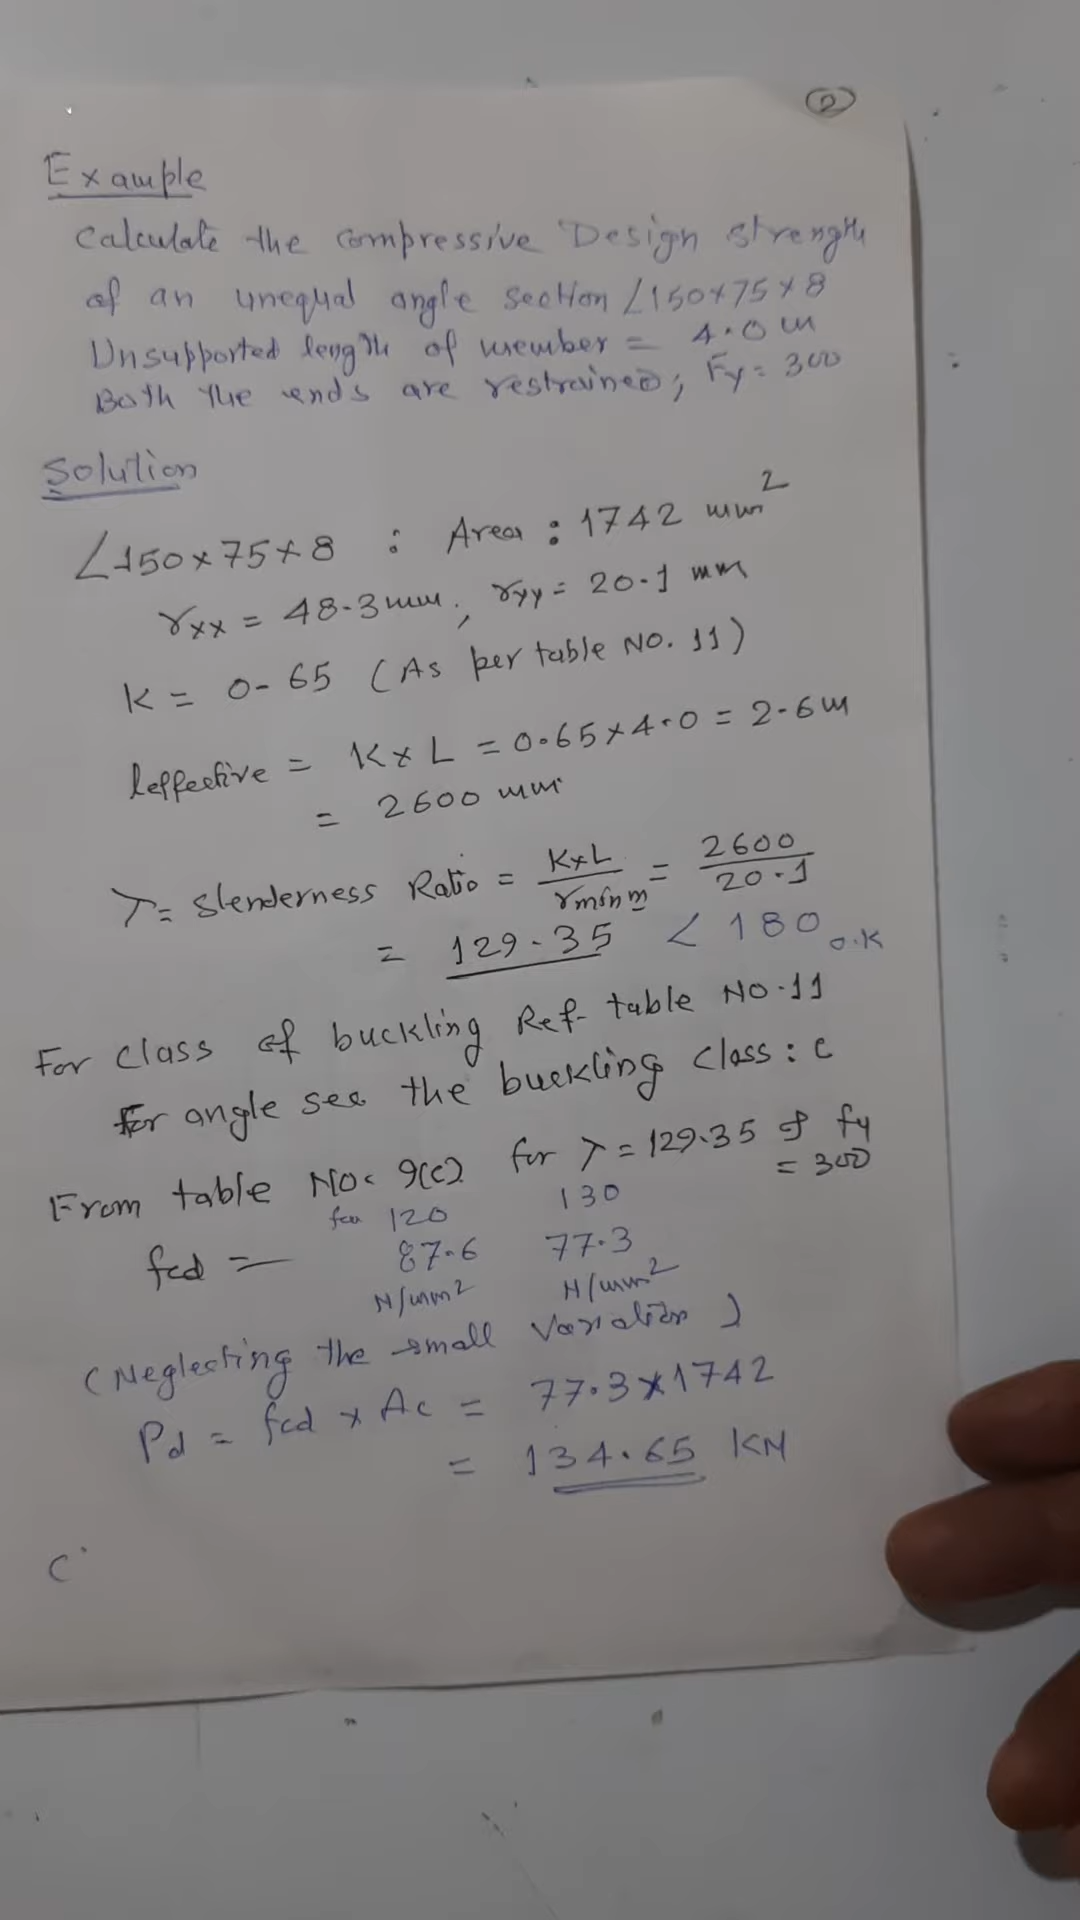 2
Example
Calculate the compressive Design strength
of an unequal angle section ∠150×75×8
Unsupported length of member = 4.0 m
Both the ends are restrained; Fy = 300
Solution
∠150×75×8 : Area : 1742 mm²
rxx = 48.3 mm, ryy = 20.1 mm
K = 0.65 (As per table No. 11)
leffective = K×L = 0.65×4.0 = 2.6 m
= 2600 mm
λ = Slenderness Ratio = K×L / rminm = 2600 / 20.1
= 129.35 < 180 O.K
For Class of buckling Ref- table No.11
For angle see the buckling Class : C
From table No. 9(c) for λ = 129.35 & fy = 300
for 120 130
fcd = 87.6 77.3
N/mm² N/mm²
(Neglecting the small Variation)
Pd = fcd × Ac = 77.3×1742
= 134.65 KN
(